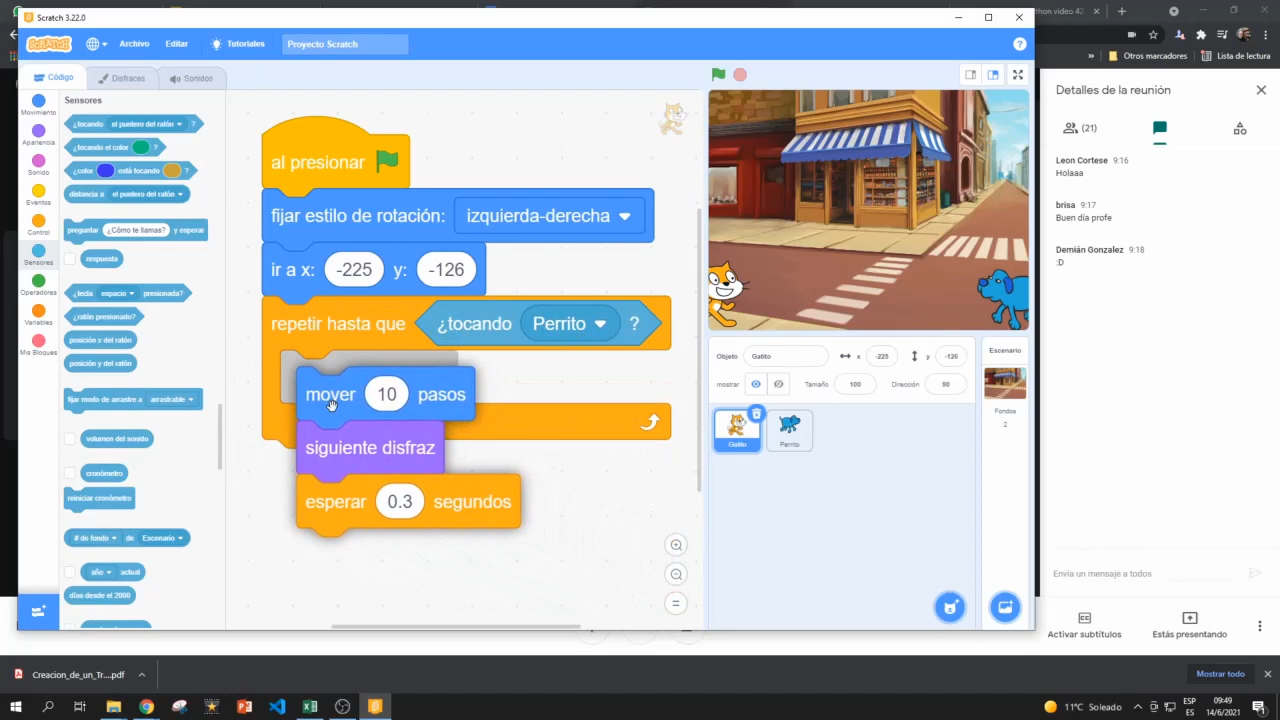 Scratch 3.22.0
SCRATCH
Archivo
Editar
Tutoriales
Proyecto Scratch
?
Código
Disfraces
Sonidos
Movimiento
Apariencia
Sonido
Eventos
Control
Sensores
Operadores
Variables
Mis Bloques
Sensores
¿tocando el puntero del ratón ?
¿tocando el color ?
¿color está tocando ?
distancia a el puntero del ratón
preguntar ¿Cómo te llamas? y esperar
respuesta
¿tecla espacio presionada?
¿ratón presionado?
posición x del ratón
posición y del ratón
fijar modo de arrastre a arrastrable
volumen del sonido
cronómetro
reiniciar cronómetro
# de fondo de Escenario
año actual
días desde el 2000
al presionar
fijar estilo de rotación: izquierda-derecha
ir a x: -225 y: -126
repetir hasta que ¿tocando Perrito ?
mover 10 pasos
siguiente disfraz
esperar 0.3 segundos
Objeto Gatito x -225 y -126
mostrar Tamaño 100 Dirección 90
Gatito
Perrito
Escenario
Fondos
2
ython video 42
» Otros marcadores Lista de lectura
Detalles de la reunión
(21)
Leon Cortese 9:16
Holaaa
brisa 9:17
Buen día profe
Demián Gonzalez 9:18
:D
Envía un mensaje a todos
Activar subtítulos
Estás presentando
Creacion_de_un_Tr....pdf
Mostrar todo
11°C Soleado
ESP
ES
09:49
14/6/2021
1